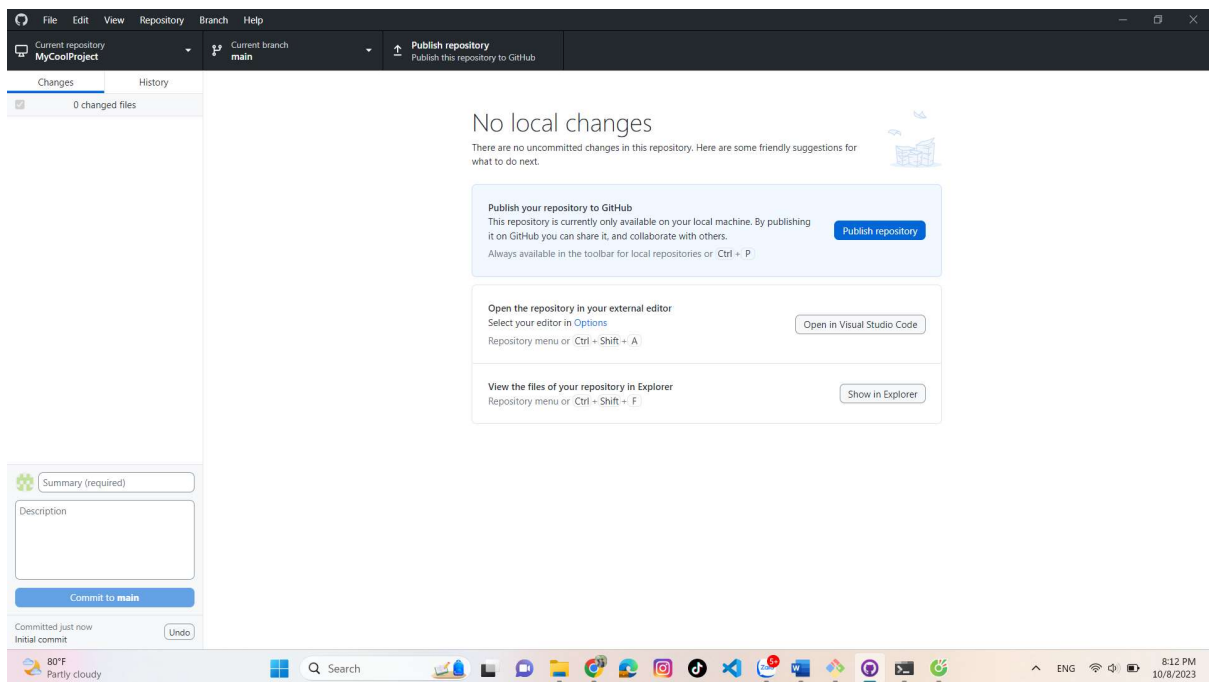 File Edit View Repository Branch Help
Current repository
MyCoolProject
Current branch
main
Publish repository
Publish this repository to GitHub
Changes History
0 changed files
No local changes
There are no uncommitted changes in this repository. Here are some friendly suggestions for
what to do next.
Publish your repository to GitHub
This repository is currently only available on your local machine. By publishing
it on GitHub you can share it, and collaborate with others.
Always available in the toolbar for local repositories or Ctrl + P
Publish repository
Open the repository in your external editor
Select your editor in Options
Repository menu or Ctrl + Shift + A
Open in Visual Studio Code
View the files of your repository in Explorer
Repository menu or Ctrl + Shift + F
Show in Explorer
Summary (required)
Description
Commit to main
Committed just now
Initial commit
Undo
80°F
Partly cloudy
Search
Zalo
5+
ENG
8:12 PM
10/8/2023